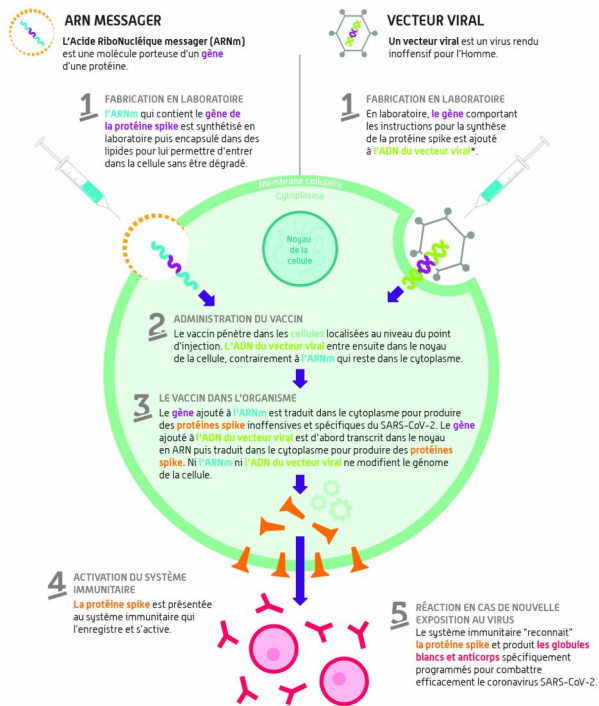 ARN MESSAGER
L'Acide RiboNucléique messager (ARNm)
est une molécule porteuse d'un gène
d'une protéine.
VECTEUR VIRAL
Un vecteur viral est un virus rendu
inoffensif pour l'Homme.
1
FABRICATION EN LABORATOIRE
l'ARNm qui contient le gène de
la protéine spike est synthétisé en
laboratoire puis encapsulé dans des
lipides pour lui permettre d'entrer
dans la cellule sans être dégradé.
1
FABRICATION EN LABORATOIRE
En laboratoire, le gène comportant
les instructions pour la synthèse
de la protéine spike est ajouté
à l'ADN du vecteur viral*.
Membrane cellulaire
Cytoplasme
Noyau
de la
cellule
2
ADMINISTRATION DU VACCIN
Le vaccin pénètre dans les cellules localisées au niveau du point
d'injection. L'ADN du vecteur viral entre ensuite dans le noyau
de la cellule, contrairement à l'ARNm qui reste dans le cytoplasme.
3
LE VACCIN DANS L'ORGANISME
Le gène ajouté à l'ARNm est traduit dans le cytoplasme pour produire
des protéines spike inoffensives et spécifiques du SARS-CoV-2. Le gène
ajouté à l'ADN du vecteur viral est d'abord transcrit dans le noyau
en ARN puis traduit dans le cytoplasme pour produire des protéines
spike. Ni l'ARNm ni l'ADN du vecteur viral ne modifient le génome
de la cellule.
4
ACTIVATION DU SYSTÈME
IMMUNITAIRE
La protéine spike est présentée
au système immunitaire qui
l'enregistre et s'active.
5
RÉACTION EN CAS DE NOUVELLE
EXPOSITION AU VIRUS
Le système immunitaire "reconnait"
la protéine spike et produit les globules
blancs et anticorps spécifiquement
programmés pour combattre
efficacement le coronavirus SARS-CoV-2.